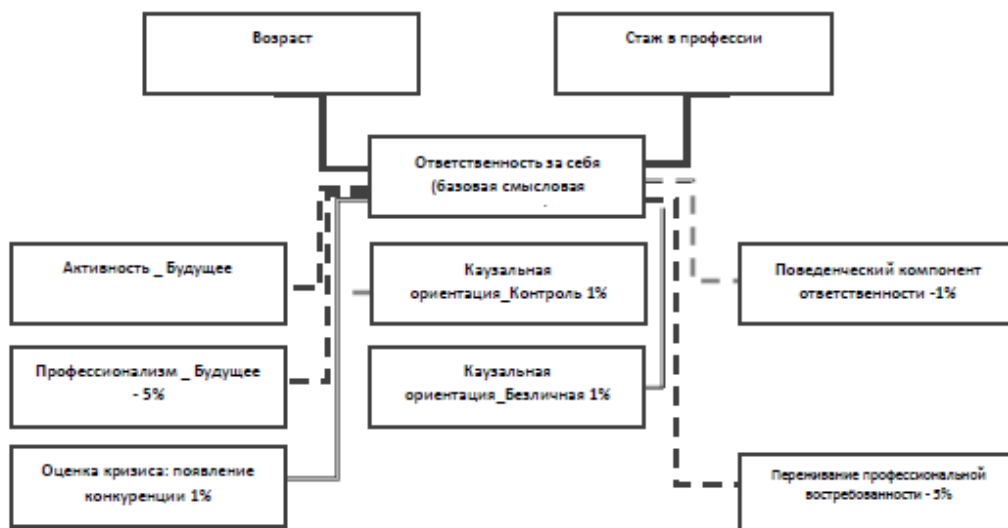 Возраст
Стаж в профессии
Ответственность за себя
(базовая смысловая
Активность _ Будущее
Каузальная
ориентация_Контроль 1%
Поведенческий компонент
ответственности -1%
Профессионализм _ Будущее
- 5%
Каузальная
ориентация_Безличная 1%
Оценка кризиса: появление
конкуренции 1%
Переживание профессиональной
востребованности - 5%